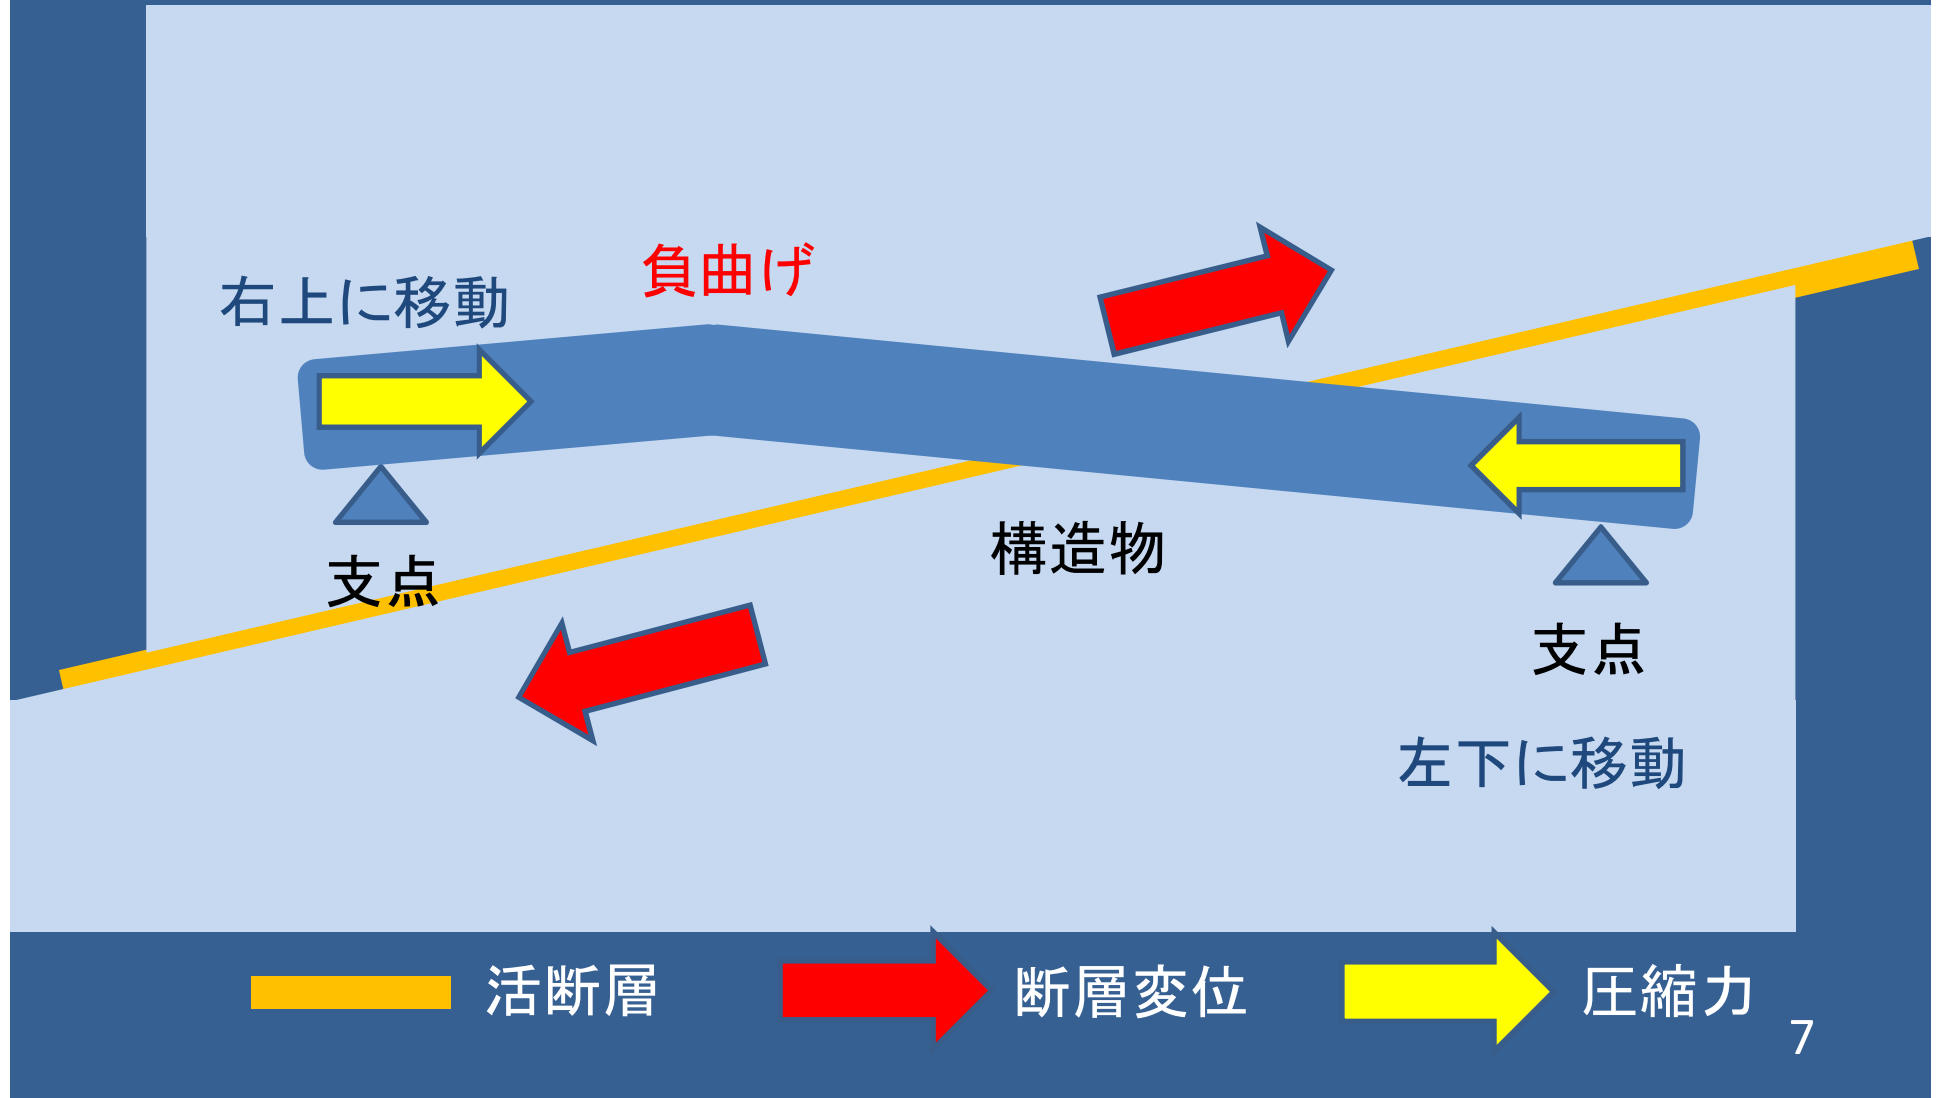 負曲げ
右上に移動
構造物
支点
支点
左下に移動
活断層
断層変位
圧縮力
7